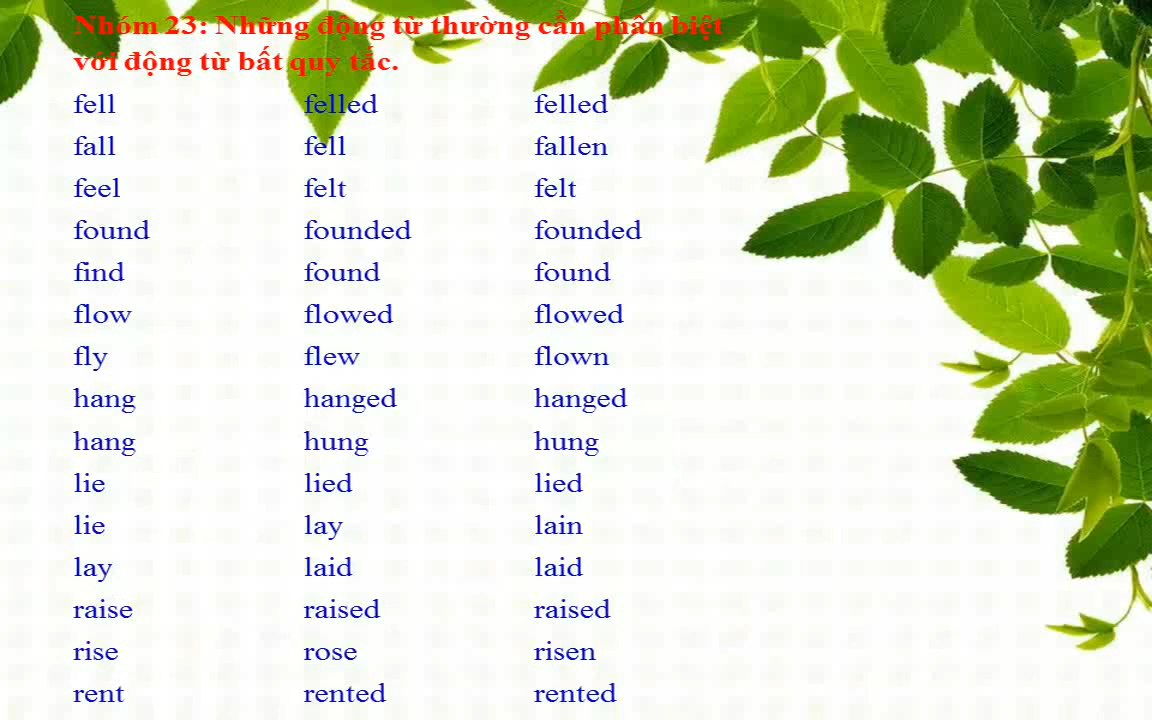 Nhóm 23: Những động từ thường cần phân biệt
với động từ bất quy tắc.
fell felled felled
fall fell fallen
feel felt felt
found founded founded
find found found
flow flowed flowed
fly flew flown
hang hanged hanged
hang hung hung
lie lied lied
lie lay lain
lay laid laid
raise raised raised
rise rose risen
rent rented rented